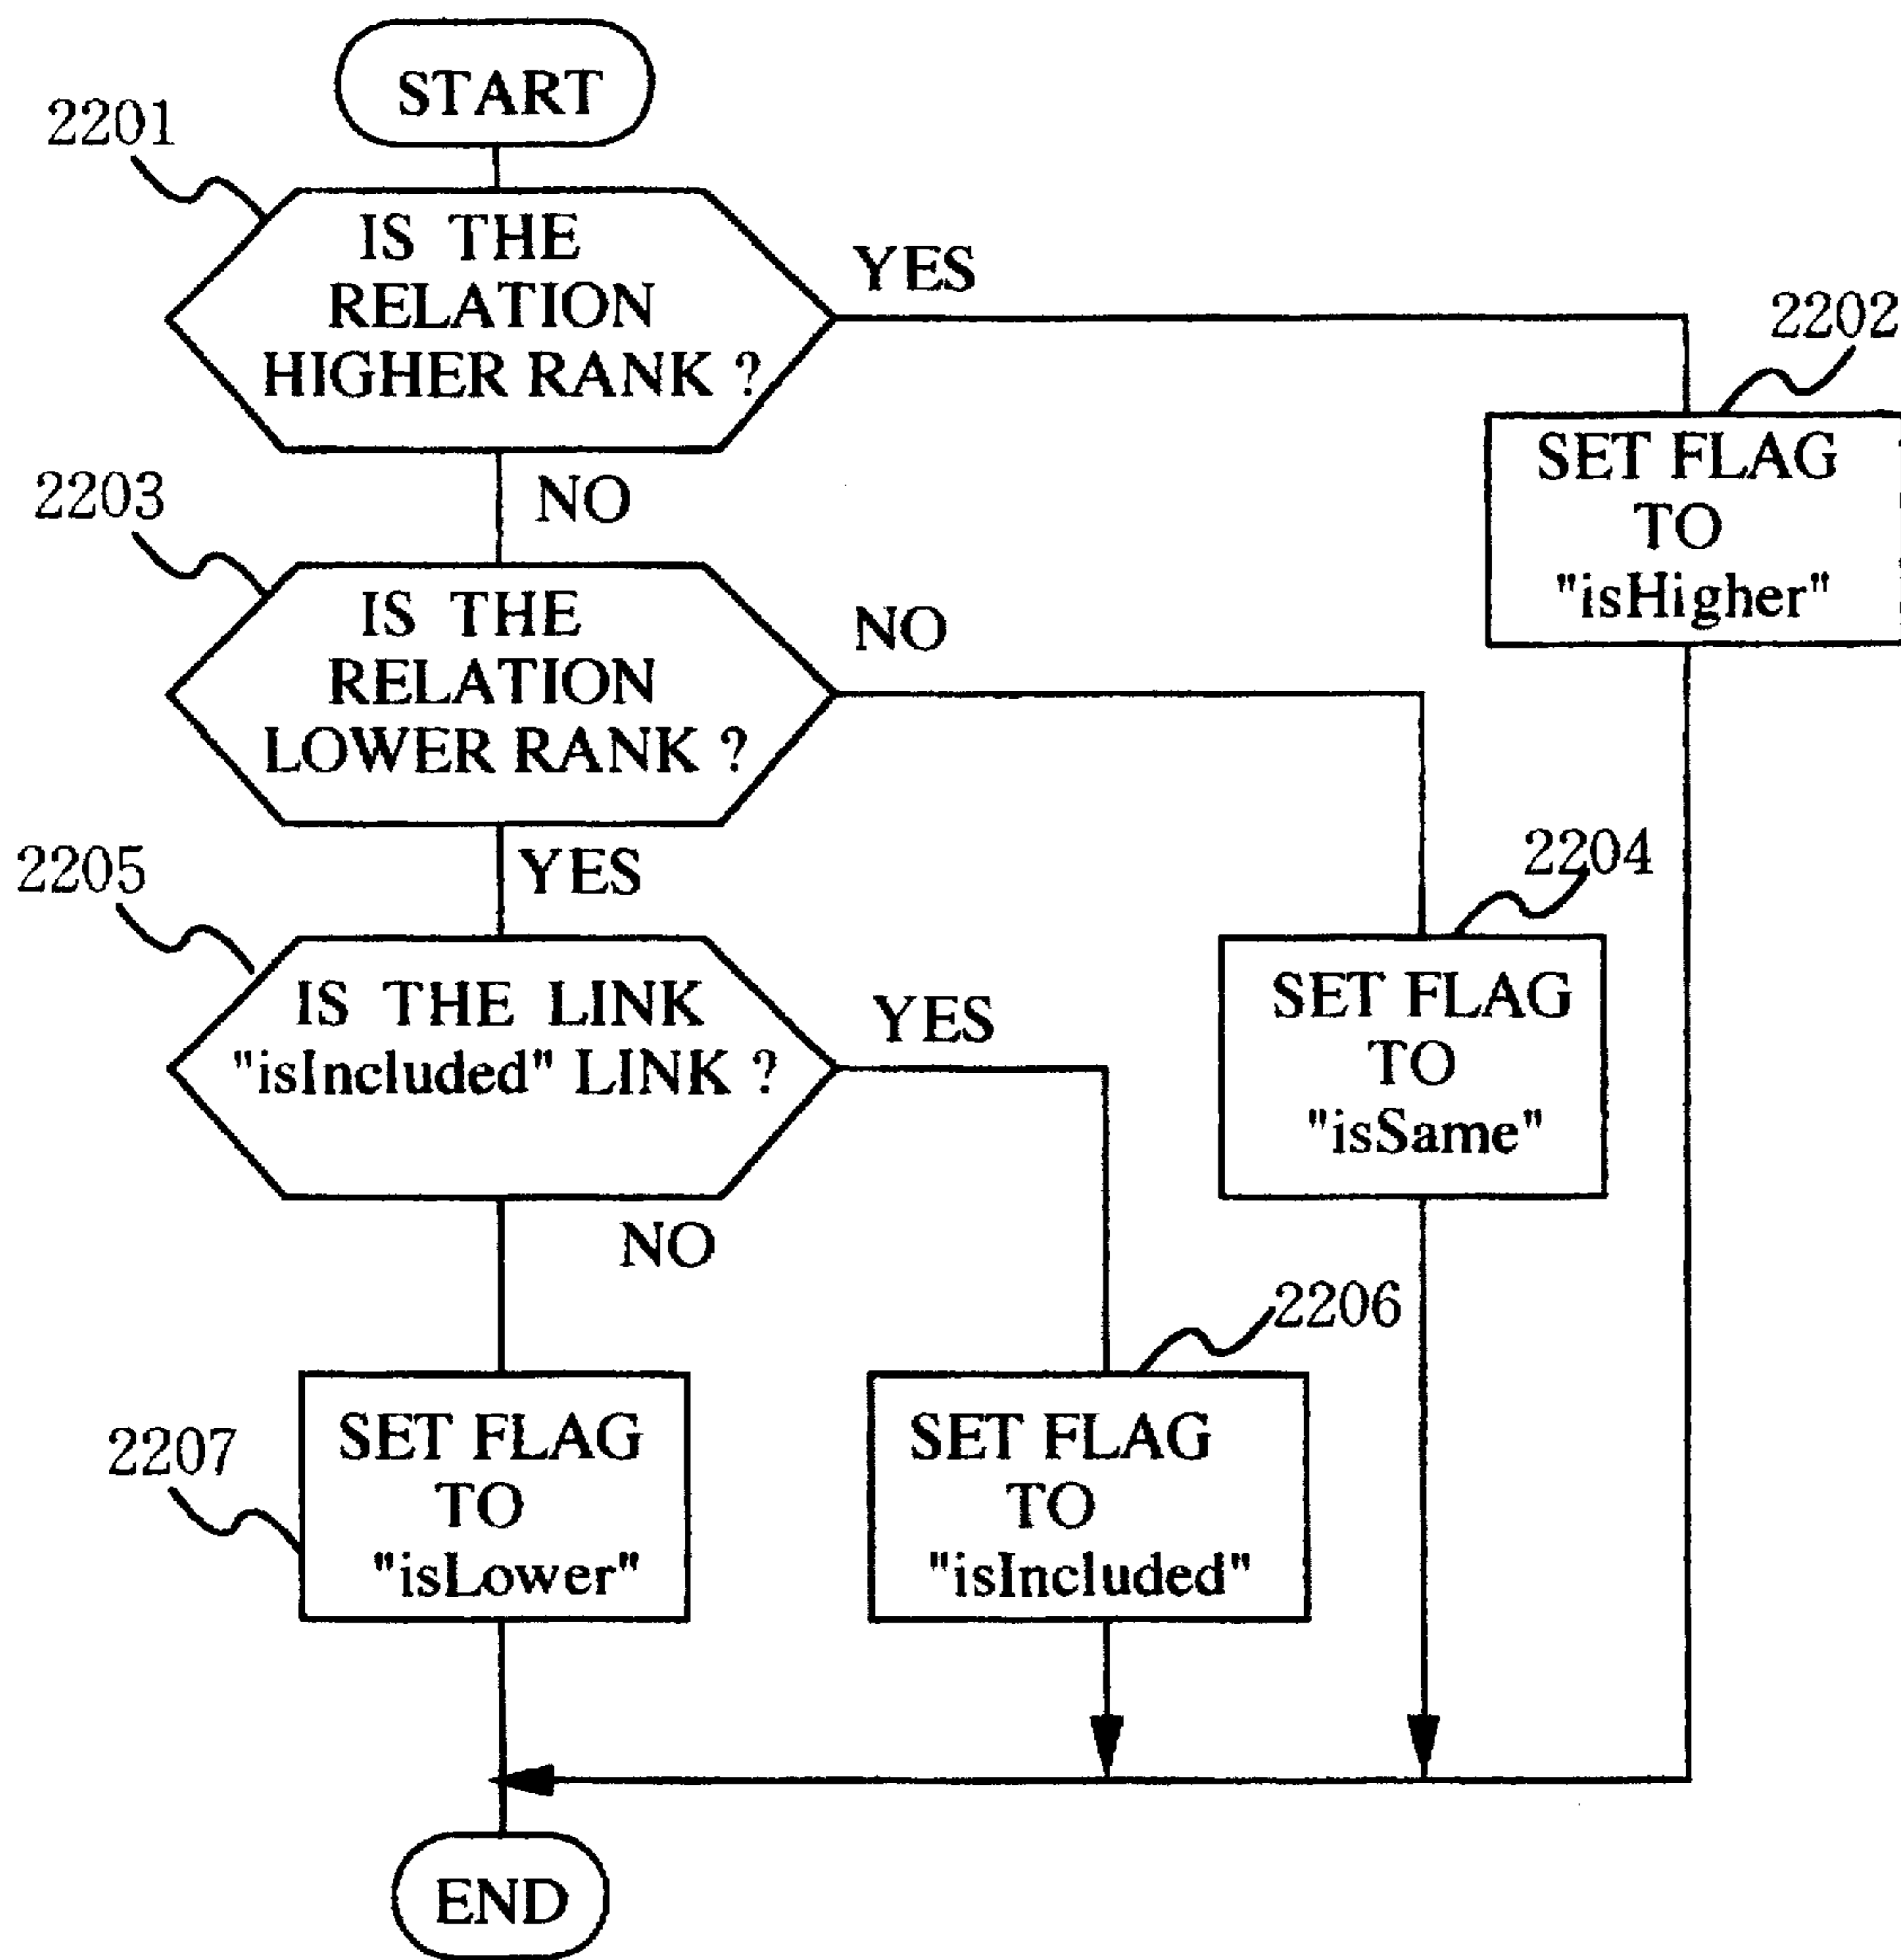 START
2201
IS THE
RELATION
HIGHER RANK ?
YES
2202
SET FLAG
TO
"isHigher"
NO
2203
IS THE
RELATION
LOWER RANK ?
NO
2204
SET FLAG
TO
"isSame"
YES
2205
IS THE LINK
"isIncluded" LINK ?
YES
2206
SET FLAG
TO
"isIncluded"
NO
2207
SET FLAG
TO
"isLower"
END